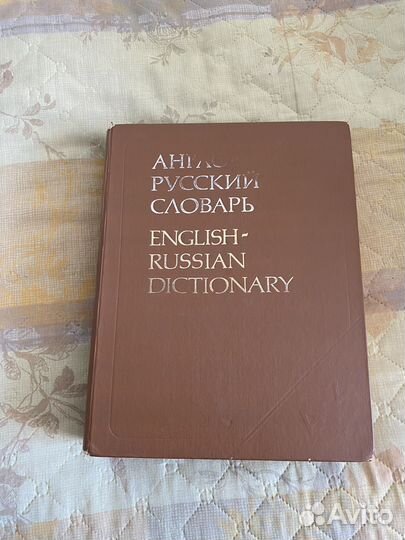 АНГЛО
РУССКИЙ
СЛОВАРЬ
ENGLISH-
RUSSIAN
DICTIONARY
Avito